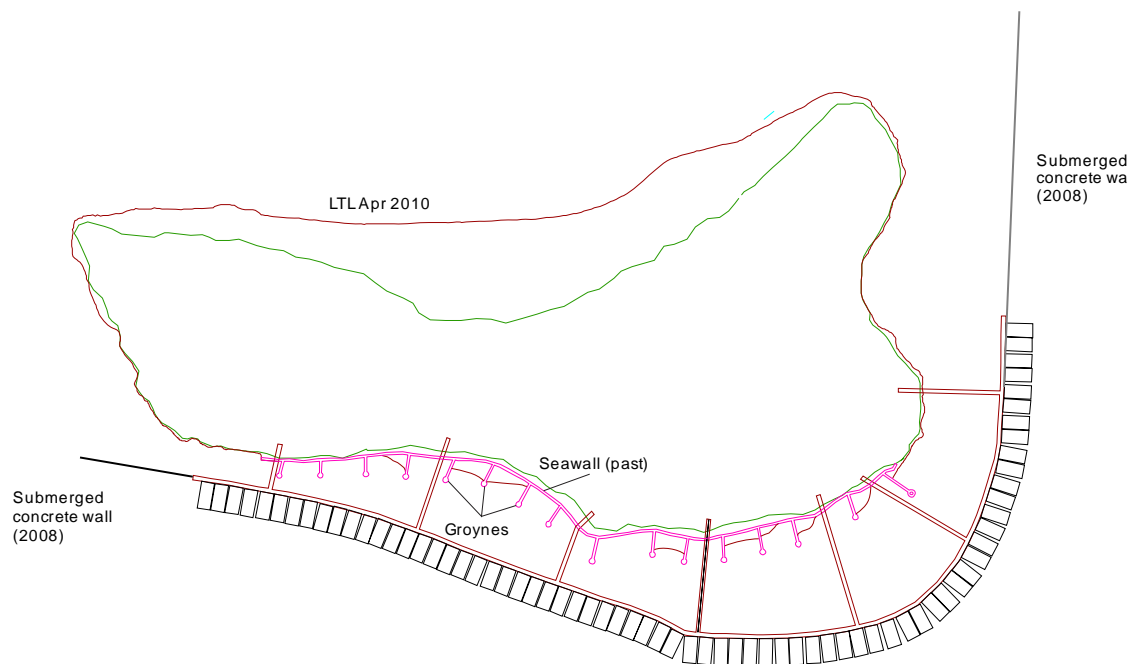 LTL Apr 2010
Submerged
concrete wa
(2008)
Seawall (past)
Groynes
Submerged
concrete wall
(2008)